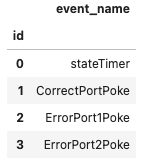 event_name
id
0 stateTimer
1 CorrectPortPoke
2 ErrorPort1Poke
3 ErrorPort2Poke